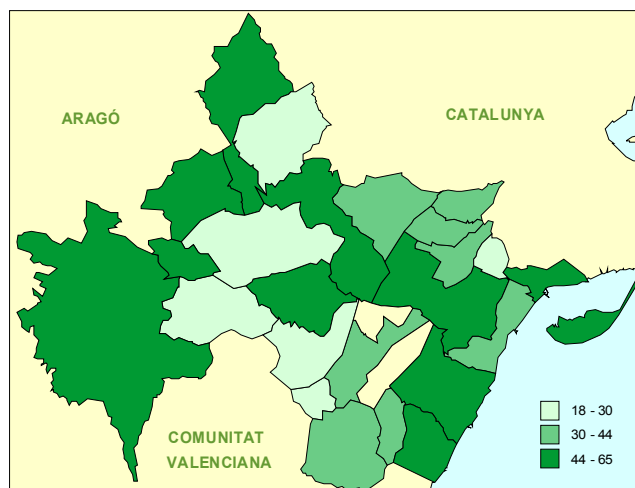 ARAGÓ
CATALUNYA
COMUNITAT
VALENCIANA
18 - 30
30 - 44
44 - 65